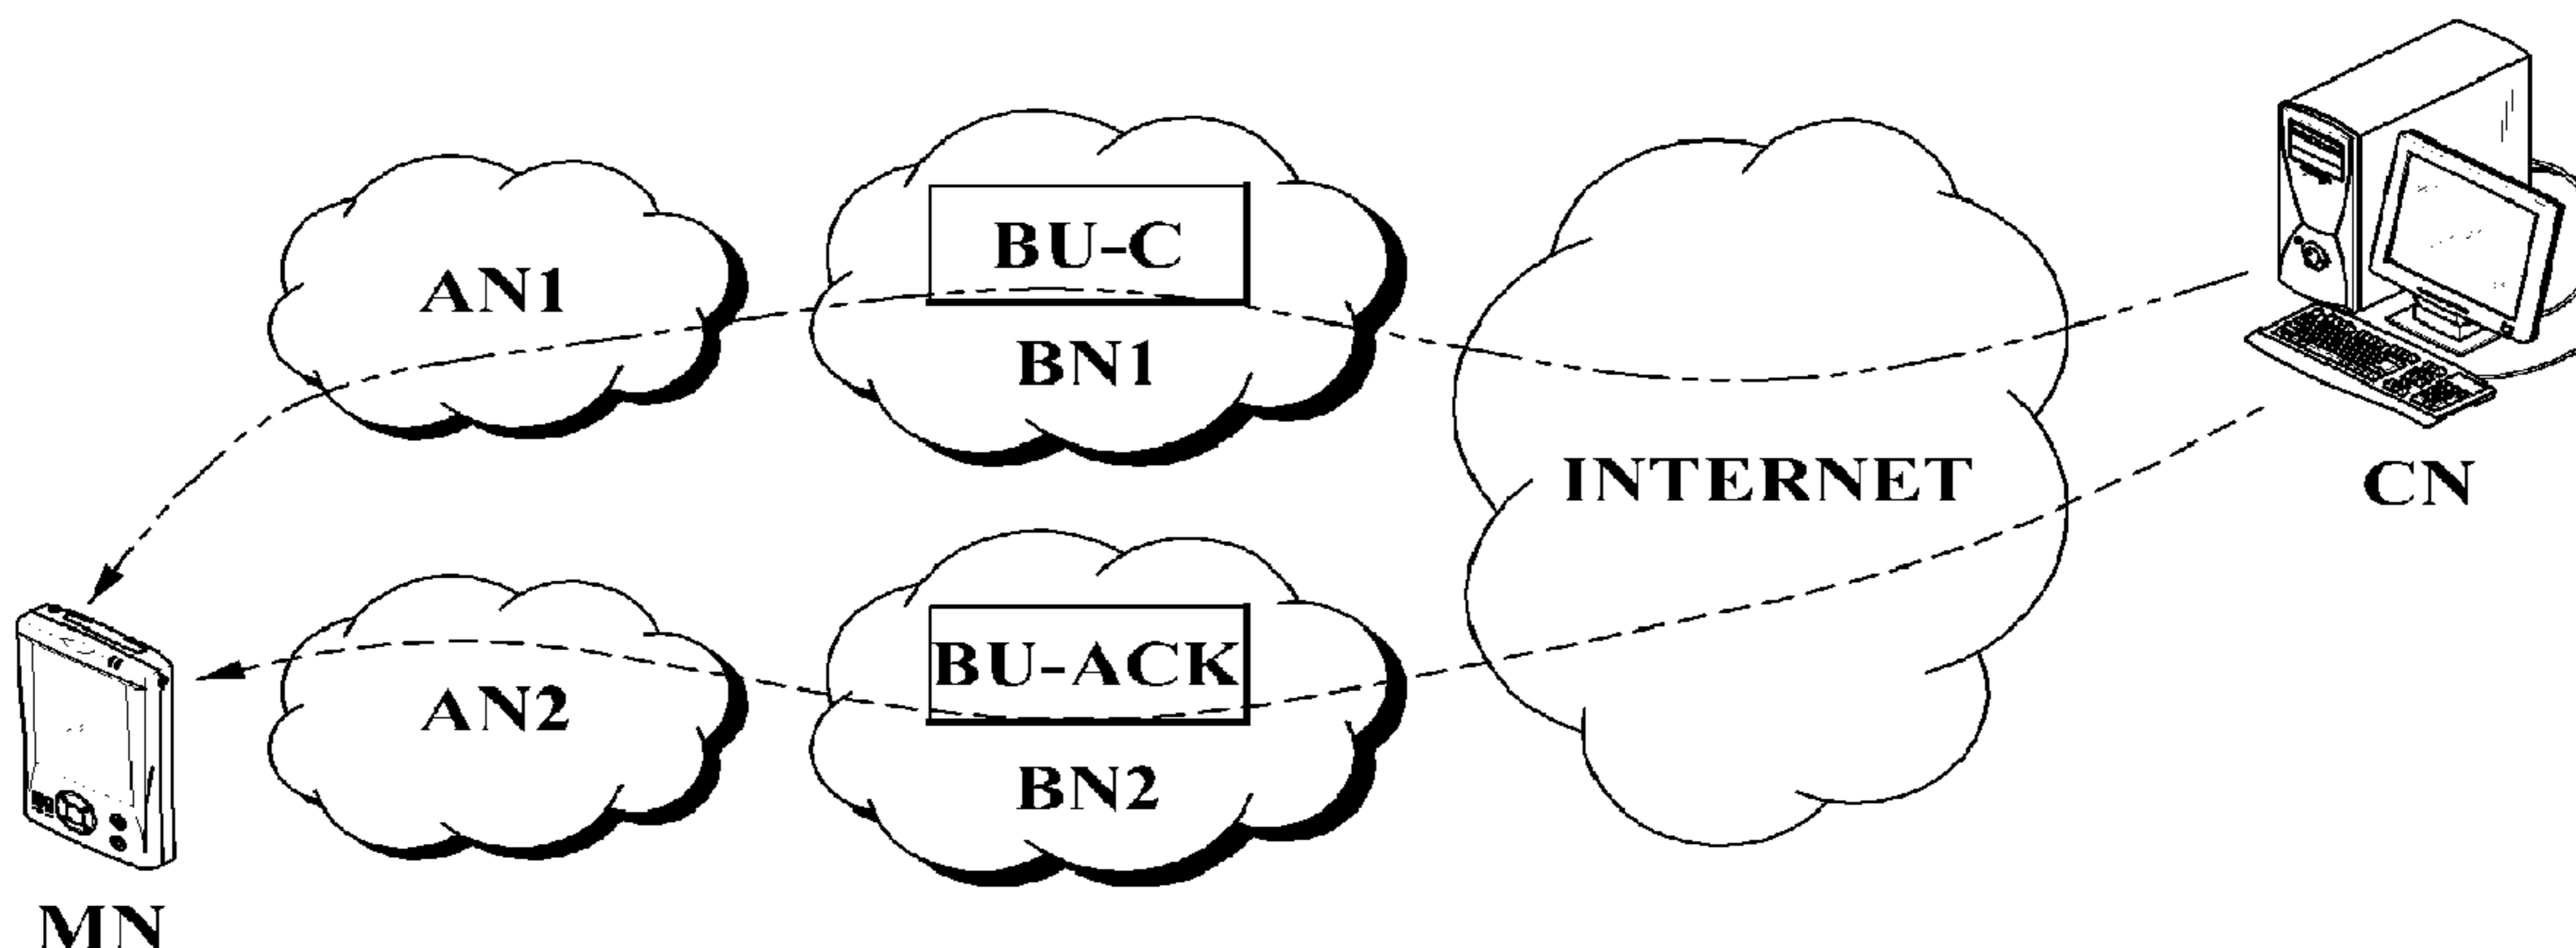 BU-C
AN1
BN1
INTERNET
CN
BU-ACK
AN2
BN2
MN